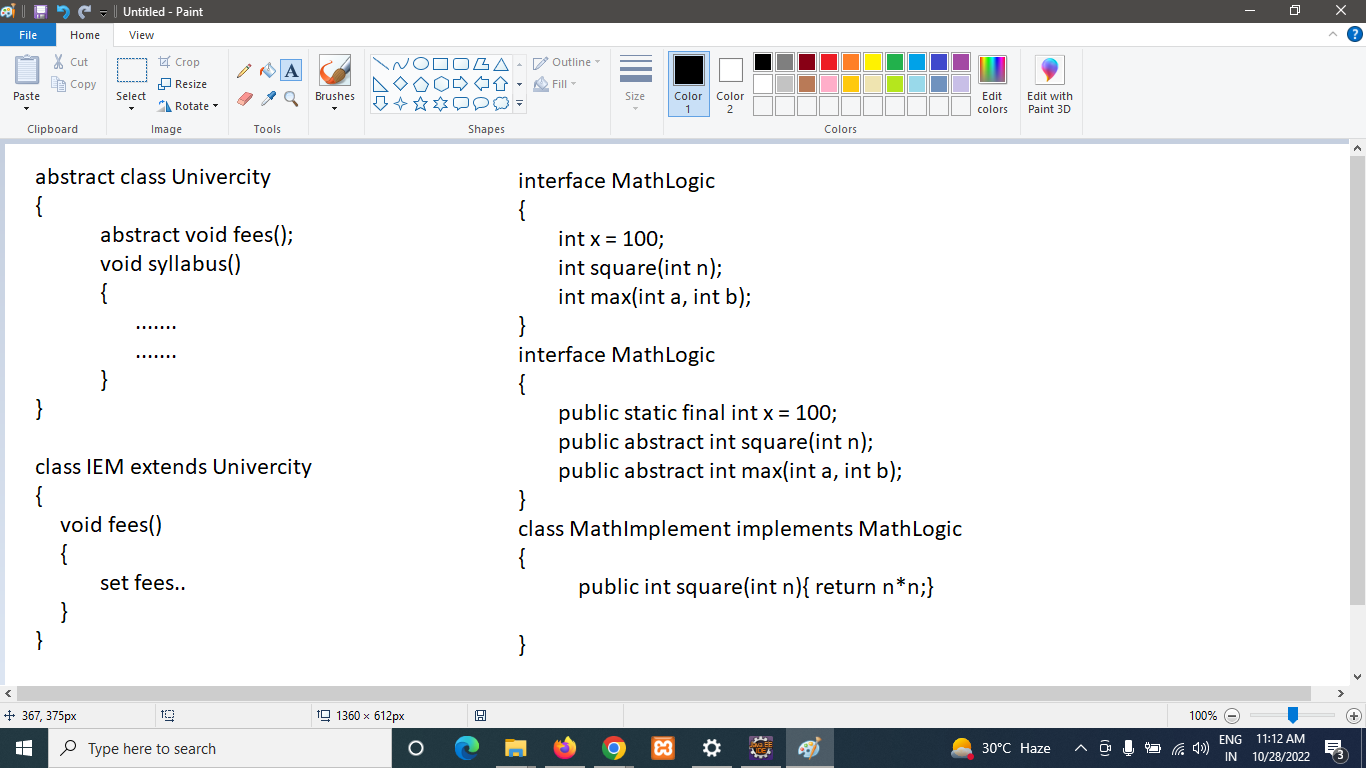 Untitled - Paint
File
Home
View
Paste
Cut
Copy
Clipboard
Select
Crop
Resize
Rotate
Image
A
Tools
Brushes
Outline
Fill
Shapes
Size
Color 1
Color 2
Edit colors
Colors
Edit with Paint 3D
abstract class Univercity
{
abstract void fees();
void syllabus()
{
.......
.......
}
}
class IEM extends Univercity
{
void fees()
{
set fees..
}
}
interface MathLogic
{
int x = 100;
int square(int n);
int max(int a, int b);
}
interface MathLogic
{
public static final int x = 100;
public abstract int square(int n);
public abstract int max(int a, int b);
}
class MathImplement implements MathLogic
{
public int square(int n){ return n*n;}
}
367, 375px
1360 × 612px
100%
Type here to search
Java EE IDE
30°C Haze
ENG
IN
11:12 AM
10/28/2022
3